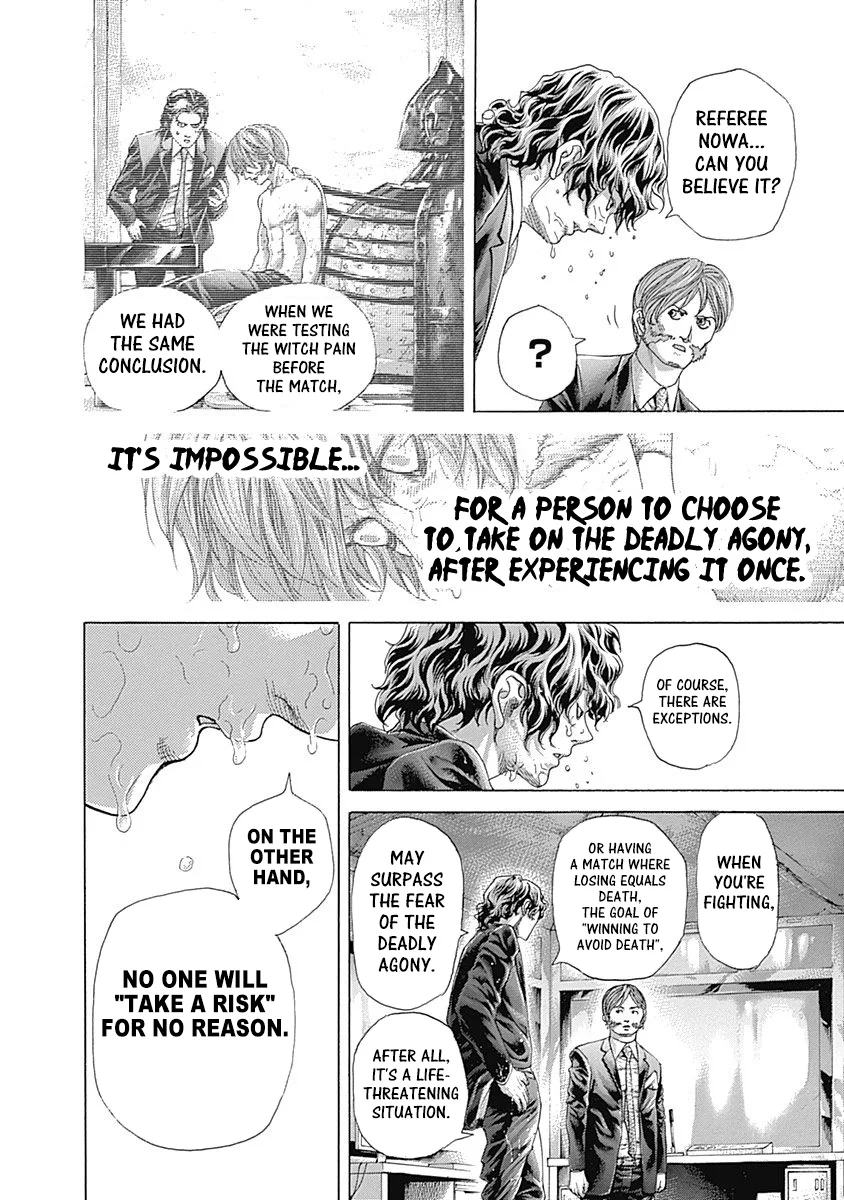 REFEREE
NOWA...
CAN YOU
BELIEVE IT?
?
WHEN WE
WERE TESTING
THE WITCH PAIN
BEFORE
THE MATCH,
WE HAD
THE SAME
CONCLUSION.
IT'S IMPOSSIBLE...
FOR A PERSON TO CHOOSE
TO TAKE ON THE DEADLY AGONY,
AFTER EXPERIENCING IT ONCE.
OF COURSE,
THERE ARE
EXCEPTIONS.
WHEN
YOU'RE
FIGHTING,
OR HAVING
A MATCH WHERE
LOSING EQUALS
DEATH,
THE GOAL OF
"WINNING TO
AVOID DEATH",
MAY
SURPASS
THE FEAR
OF THE
DEADLY
AGONY.
AFTER ALL,
IT'S A LIFE-
THREATENING
SITUATION.
ON THE
OTHER
HAND,
NO ONE WILL
"TAKE A RISK"
FOR NO REASON.